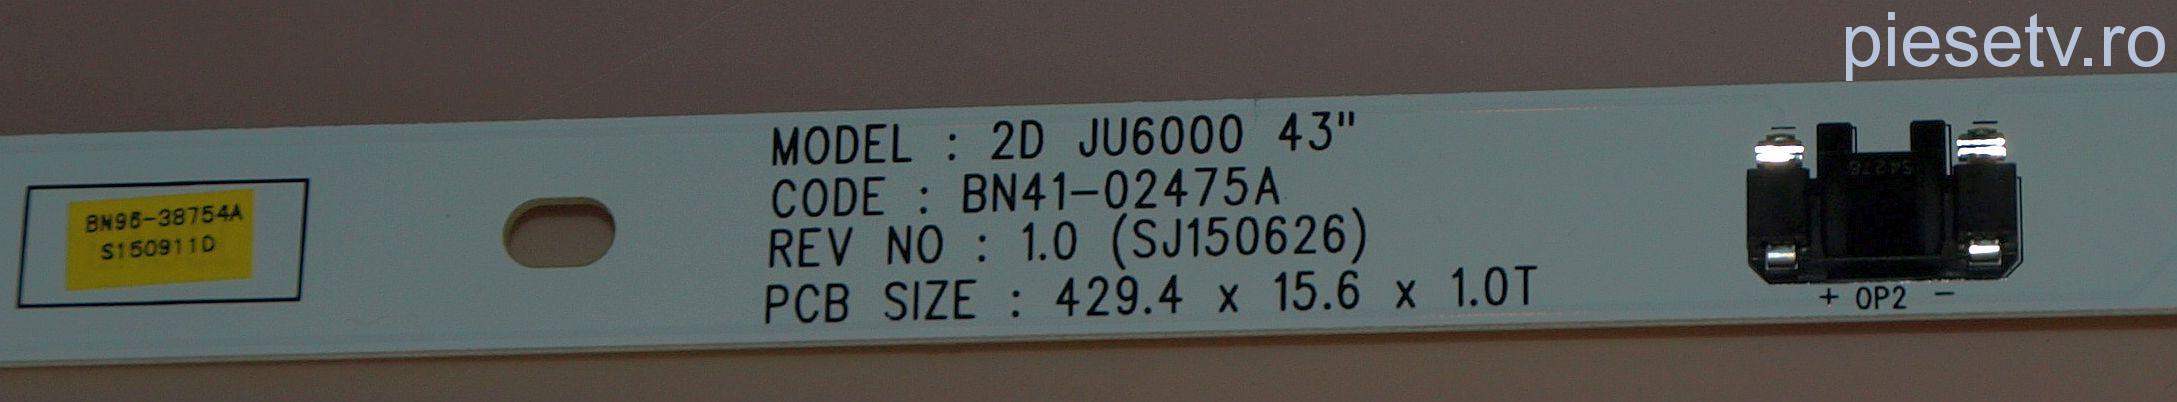 piesetv.ro
MODEL : 2D JU6000 43"
CODE : BN41-02475A
REV NO : 1.0 (SJ150626)
PCB SIZE : 429.4 x 15.6 x 1.0T
BN96-38754A
S150911D
S4276
+ OP2 -